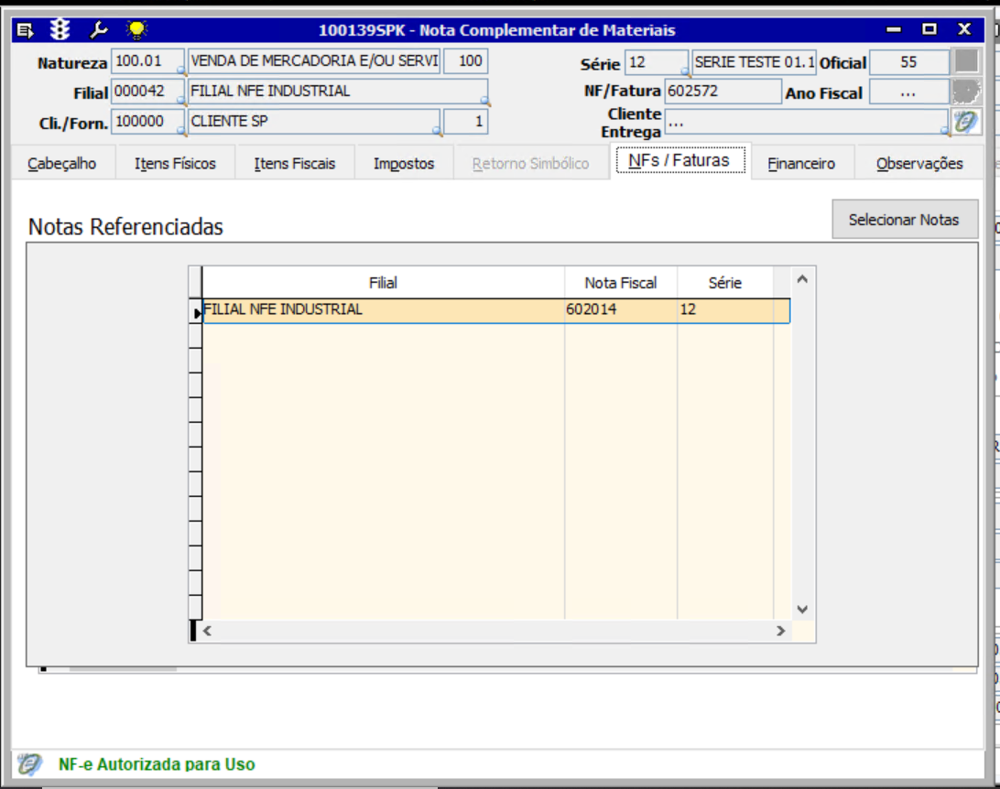 100139SPK - Nota Complementar de Materiais
Natureza 100.01 VENDA DE MERCADORIA E/OU SERVI 100 Série 12 SERIE TESTE 01.1 Oficial 55
Filial 000042 FILIAL NFE INDUSTRIAL NF/Fatura 602572 Ano Fiscal ...
Cli./Forn. 100000 CLIENTE SP 1 Cliente Entrega ...
Cabeçalho Itens Físicos Itens Fiscais Impostos Retorno Simbólico NFs / Faturas Financeiro Observações
Selecionar Notas
Notas Referenciadas
Filial Nota Fiscal Série
FILIAL NFE INDUSTRIAL 602014 12
NF-e Autorizada para Uso